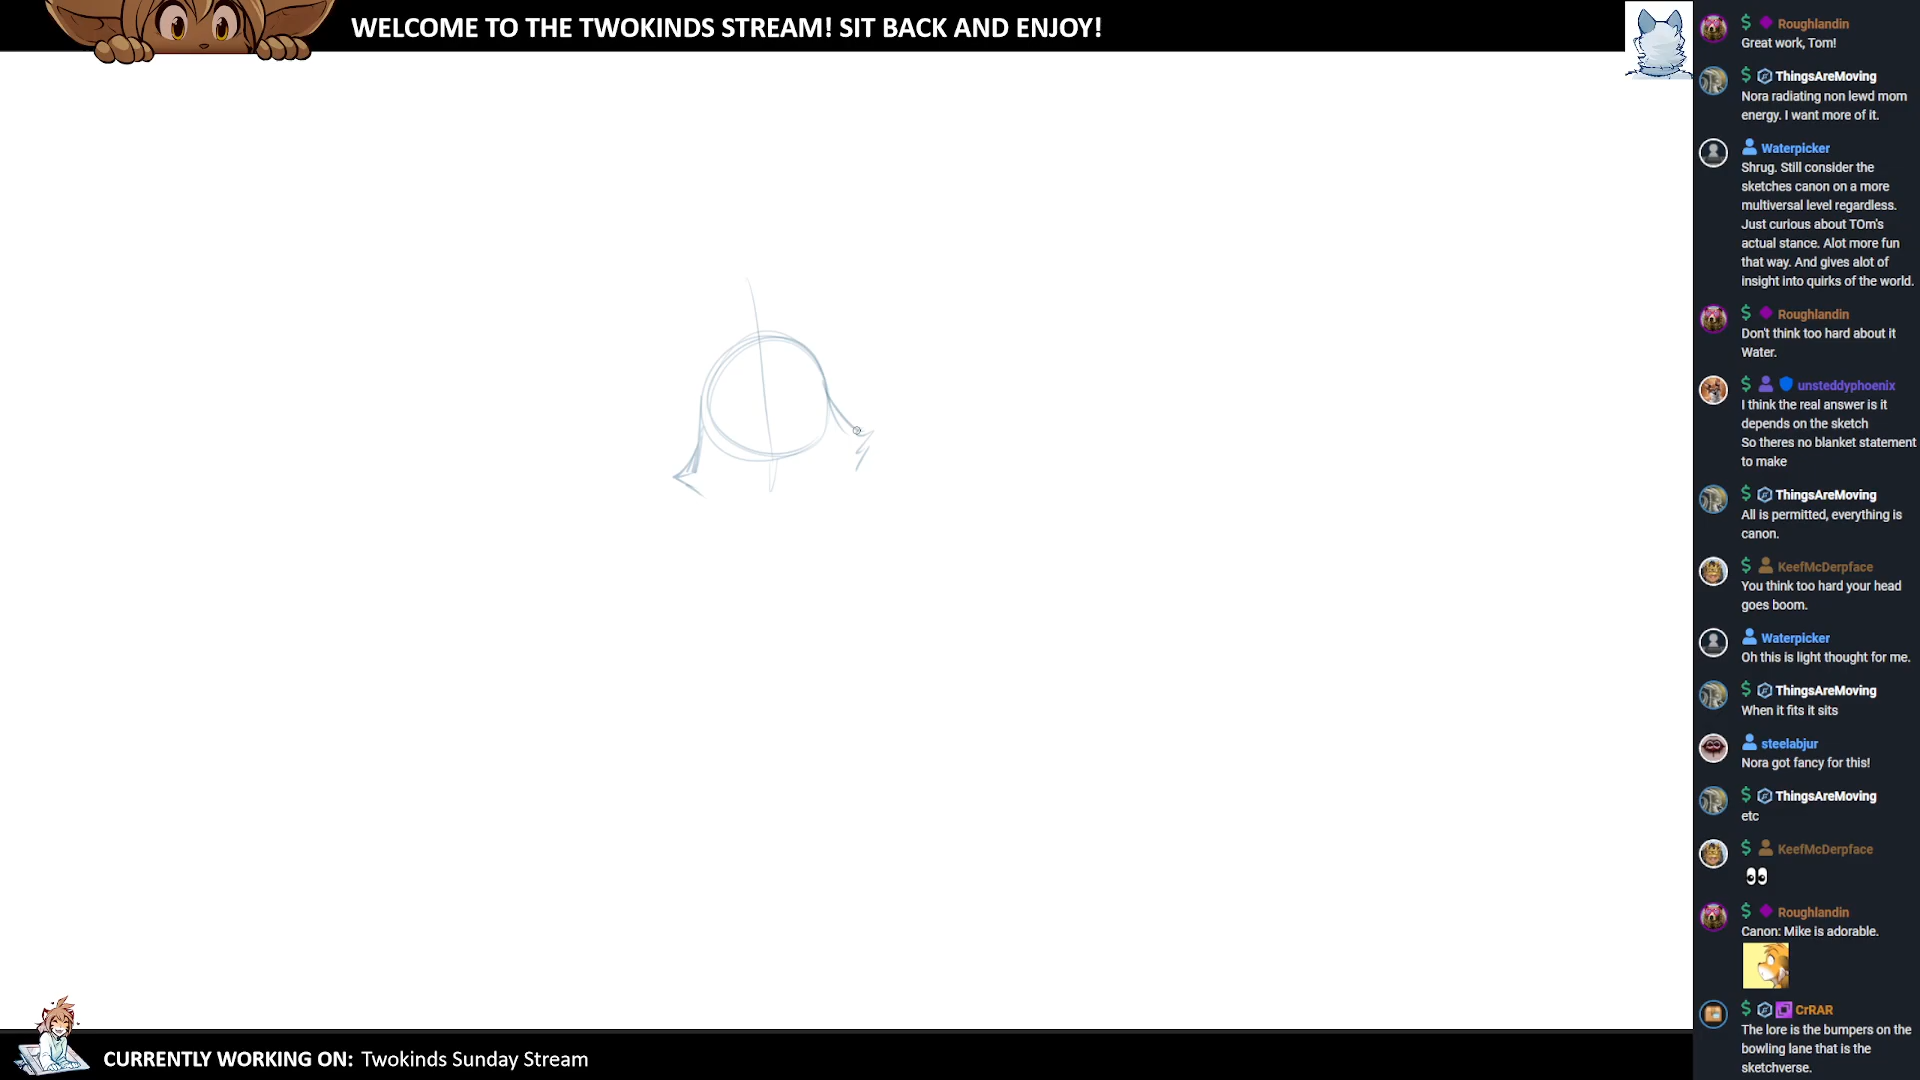 WELCOME TO THE TWOKINDS STREAM! SIT BACK AND ENJOY!
Roughlandin
Great work, Tom!
ThingsAreMoving
Nora radiating non lewd mom
energy. I want more of it.
Waterpicker
Shrug. Still consider the
sketches canon on a more
multiversal level regardless.
Just curious about TOm's
actual stance. Alot more fun
that way. And gives alot of
insight into quirks of the world.
Roughlandin
Don't think too hard about it
Water.
unsteddyphoenix
I think the real answer is it
depends on the sketch
So theres no blanket statement
to make
ThingsAreMoving
All is permitted, everything is
canon.
KeefMcDerpface
You think too hard your head
goes boom.
Waterpicker
Oh this is light thought for me.
ThingsAreMoving
When it fits it sits
steelabjur
Nora got fancy for this!
ThingsAreMoving
etc
KeefMcDerpface
Roughlandin
Canon: Mike is adorable.
CrRAR
The lore is the bumpers on the
bowling lane that is the
sketchverse.
CURRENTLY WORKING ON: Twokinds Sunday Stream